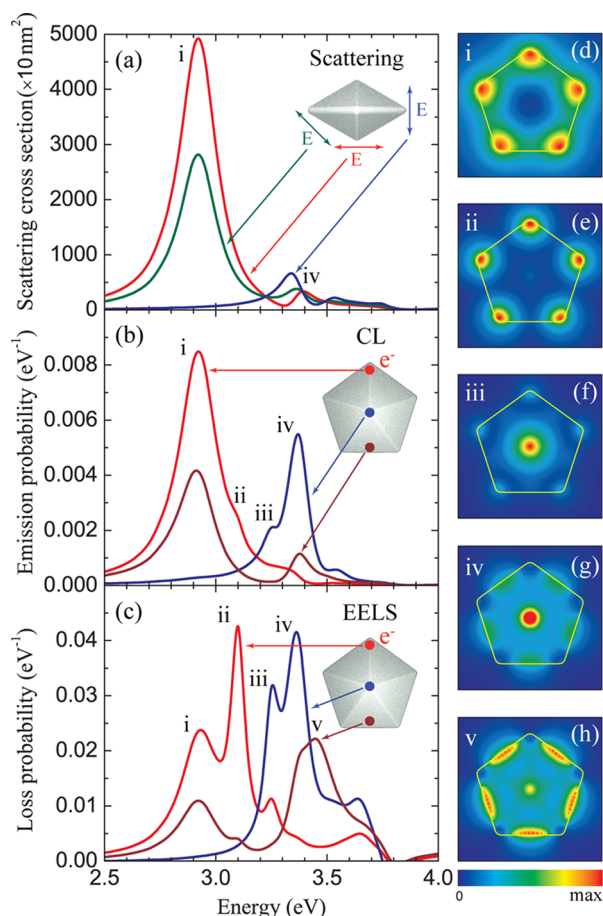 Scattering cross section(×10nm²)
5000
4000
3000
2000
1000
0
(a)
i
Scattering
E
E
E
iv
Emission probability (eV⁻¹)
0.008
0.006
0.004
0.002
0.000
(b)
i
CL
e⁻
ii
iii
iv
Loss probability (eV⁻¹)
0.04
0.03
0.02
0.01
0.00
(c)
EELS
i
ii
iii
iv
v
e⁻
2.5 3.0 3.5 4.0
Energy (eV)
i (d)
ii (e)
iii (f)
iv (g)
v (h)
0 max